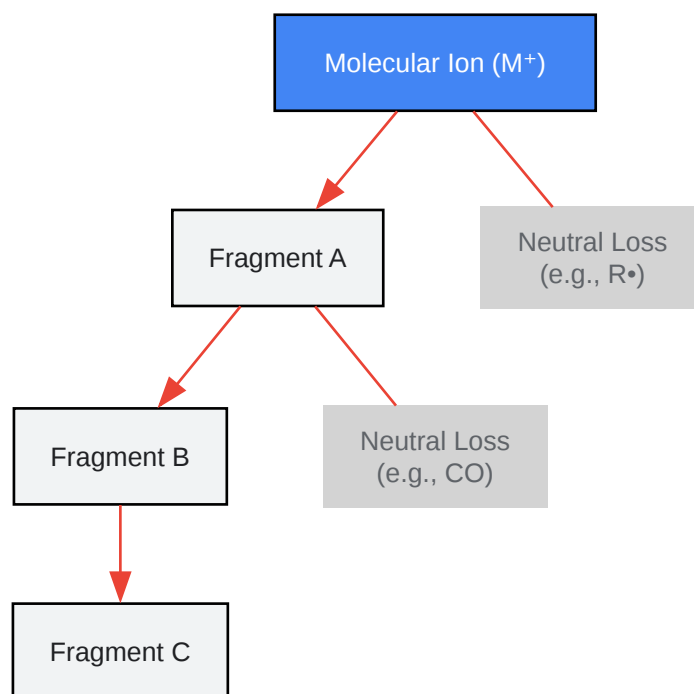 Molecular Ion (M⁺)
Neutral Loss
(e.g., R•)
Fragment A
Neutral Loss
(e.g., CO)
Fragment B
Fragment C